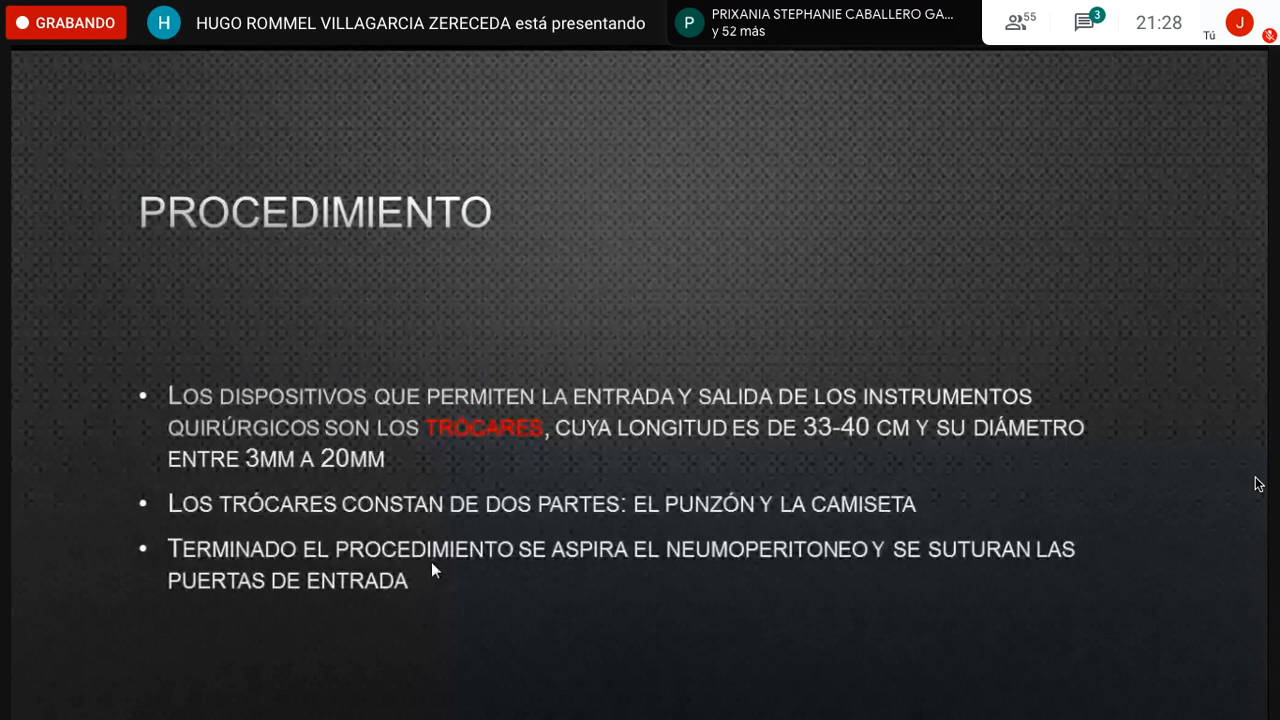 GRABANDO
H
HUGO ROMMEL VILLAGARCIA ZERECEDA está presentando
P
PRIXANIA STEPHANIE CABALLERO GA...
y 52 más
55
3
21:28
Tú
J
PROCEDIMIENTO
• LOS DISPOSITIVOS QUE PERMITEN LA ENTRADA Y SALIDA DE LOS INSTRUMENTOS
QUIRÚRGICOS SON LOS TRÓCARES, CUYA LONGITUD ES DE 33-40 CM Y SU DIÁMETRO
ENTRE 3MM A 20MM
• LOS TRÓCARES CONSTAN DE DOS PARTES: EL PUNZÓN Y LA CAMISETA
• TERMINADO EL PROCEDIMIENTO SE ASPIRA EL NEUMOPERITONEO Y SE SUTURAN LAS
PUERTAS DE ENTRADA